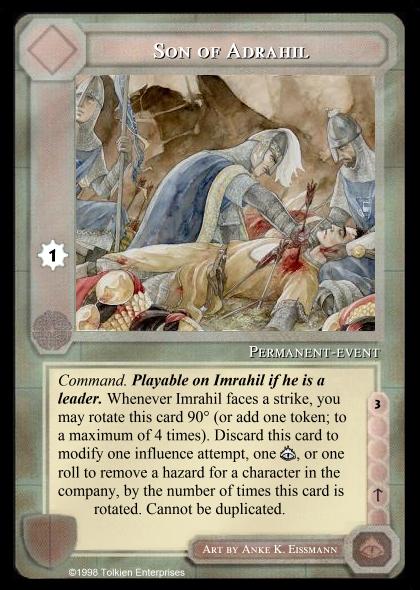 Son of Adrahil
1
Permanent-event
Command. Playable on Imrahil if he is a
leader. Whenever Imrahil faces a strike, you
may rotate this card 90° (or add one token; to
a maximum of 4 times). Discard this card to
modify one influence attempt, one , or one
roll to remove a hazard for a character in the
company, by the number of times this card is
rotated. Cannot be duplicated.
3
Art by Anke K. Eissmann
©1998 Tolkien Enterprises